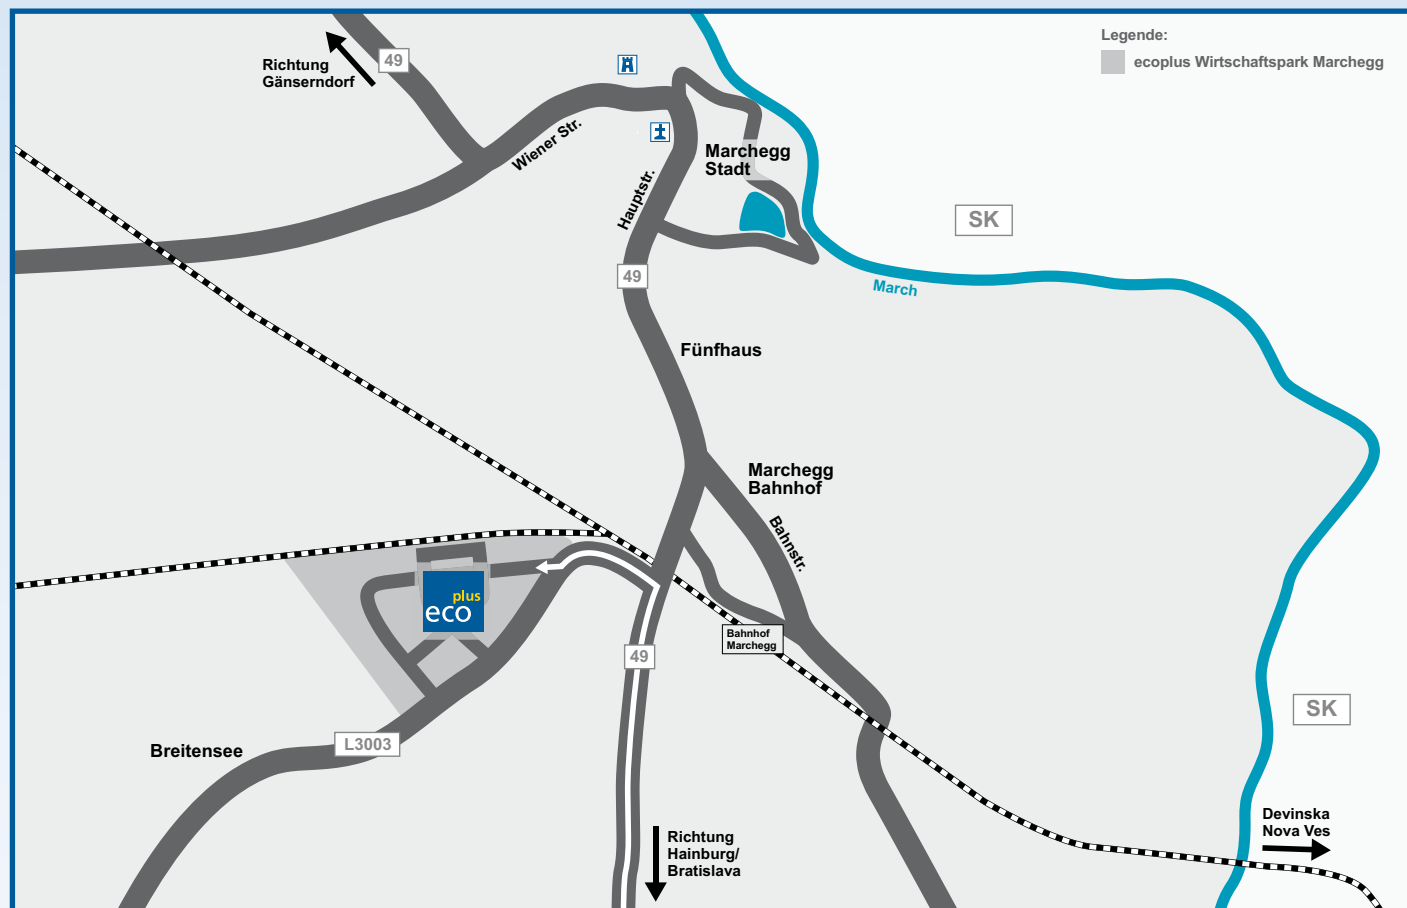 Legende:
ecoplus Wirtschaftspark Marchegg
Richtung
Gänserndorf
49
Wiener Str.
Marchegg
Stadt
Hauptstr.
SK
49
March
Fünfhaus
Marchegg
Bahnhof
Bahnstr.
plus
eco
Bahnhof
Marchegg
49
SK
L3003
Breitensee
Richtung
Hainburg/
Bratislava
Devinska
Nova Ves